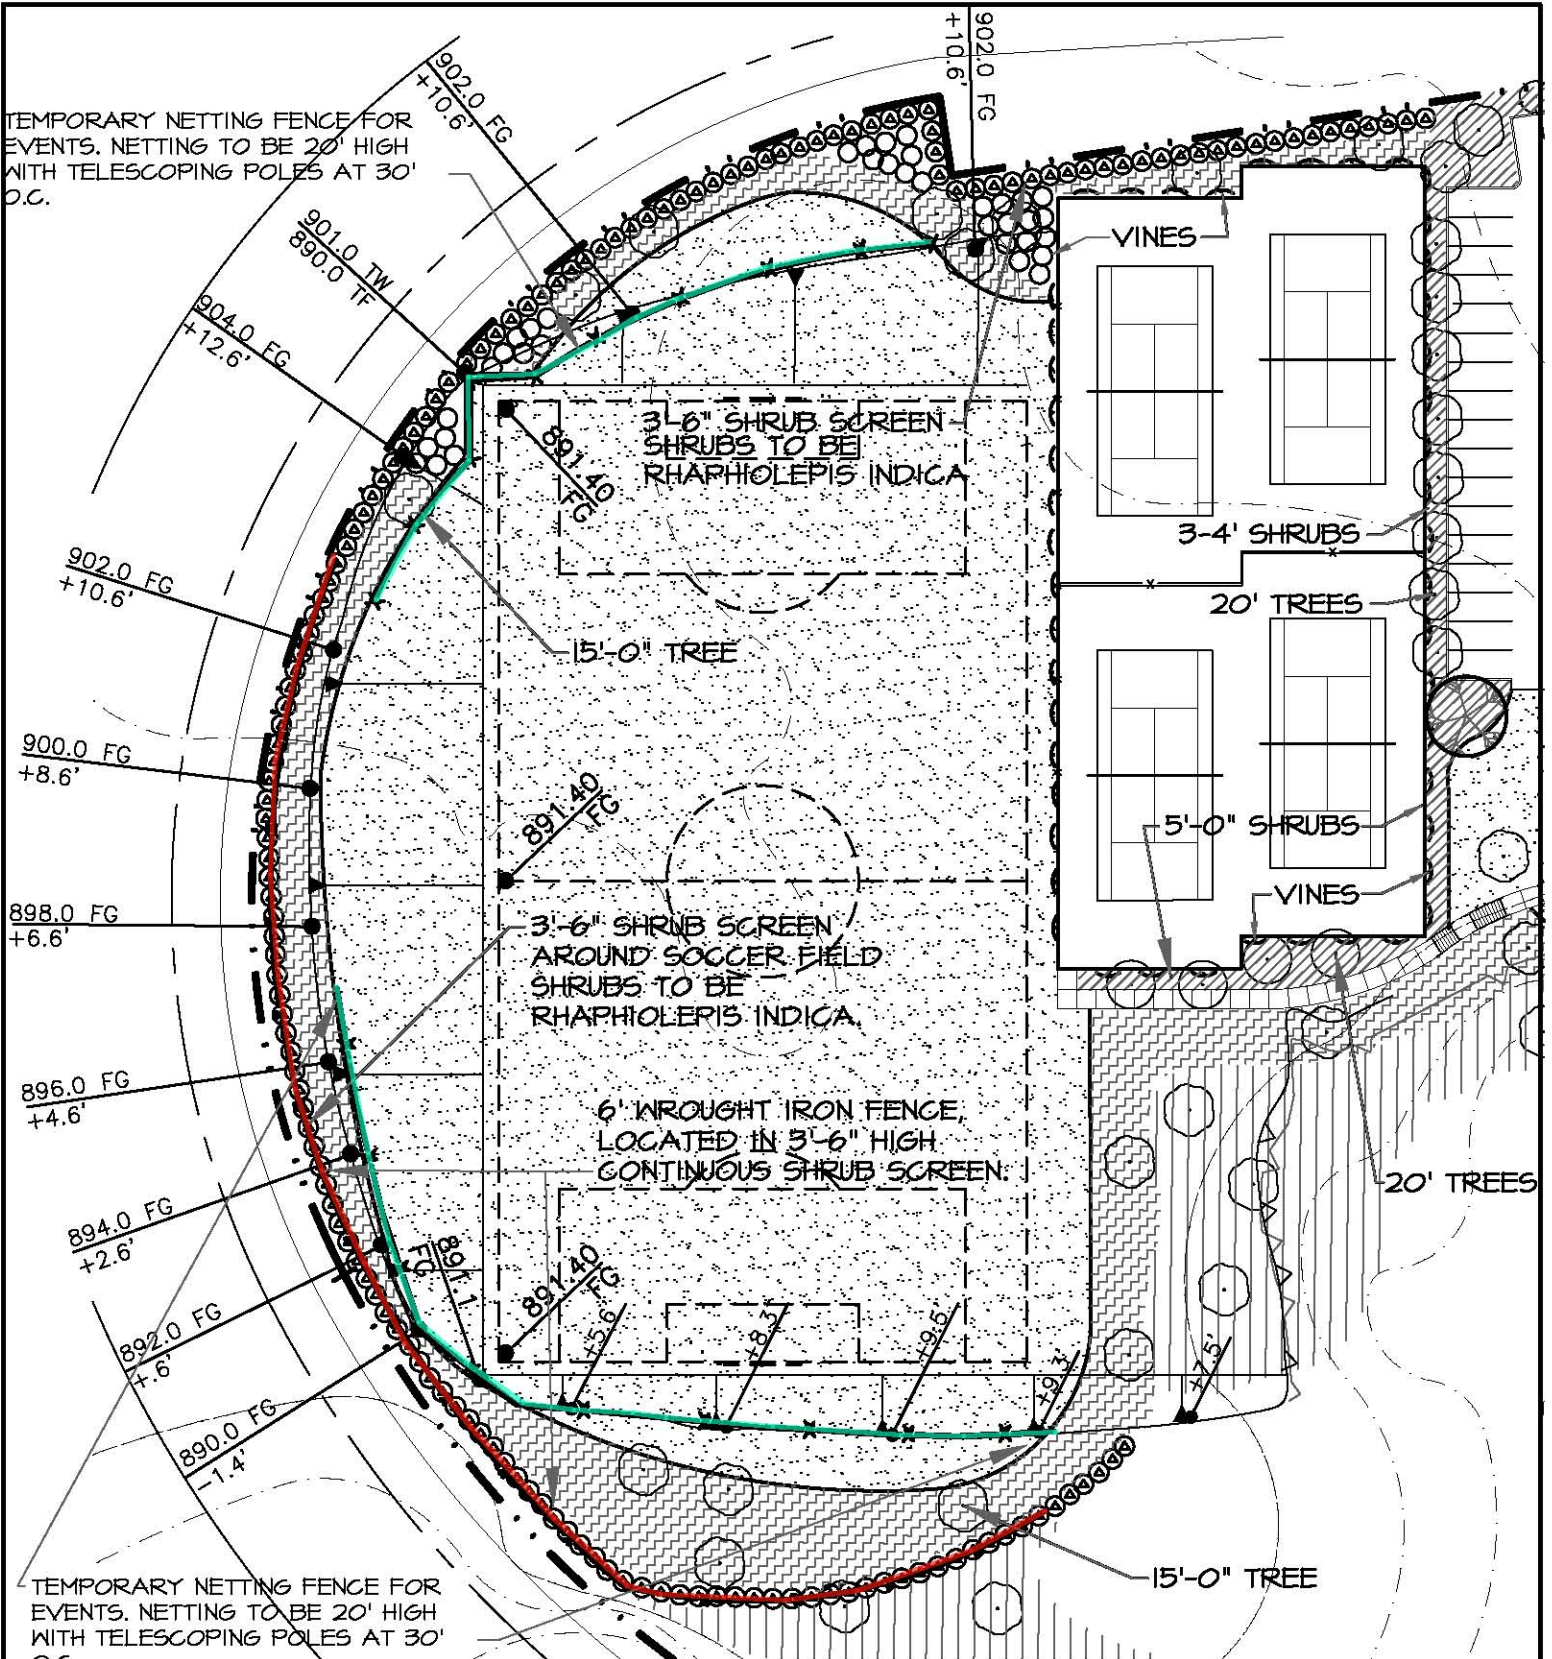 902.0 FG
+10.6'
902.0 FG
+10.6'
TEMPORARY NETTING FENCE FOR
EVENTS. NETTING TO BE 20' HIGH
WITH TELESCOPING POLES AT 30'
O.C.
901.0 TW
890.0 TF
904.0 FG
+12.6'
VINES
3-6" SHRUB SCREEN
SHRUBS TO BE
RHAPHIOLEPIS INDICA
891.40
FG
3-4' SHRUBS
902.0 FG
+10.6'
20' TREES
15'-0" TREE
900.0 FG
+8.6'
891.40
FG
5'-0" SHRUBS
VINES
898.0 FG
+6.6'
3'-6" SHRUB SCREEN
AROUND SOCCER FIELD
SHRUBS TO BE
RHAPHIOLEPIS INDICA.
896.0 FG
+4.6'
6' WROUGHT IRON FENCE,
LOCATED IN 3'-6" HIGH
CONTINUOUS SHRUB SCREEN.
20' TREES
894.0 FG
+2.6'
891.1
FG
891.40
FG
892.0 FG
+.6'
+5.6'
+8.3'
+9.5'
+9.3'
+7.5'
890.0 FG
-1.4'
15'-0" TREE
TEMPORARY NETTING FENCE FOR
EVENTS. NETTING TO BE 20' HIGH
WITH TELESCOPING POLES AT 30'